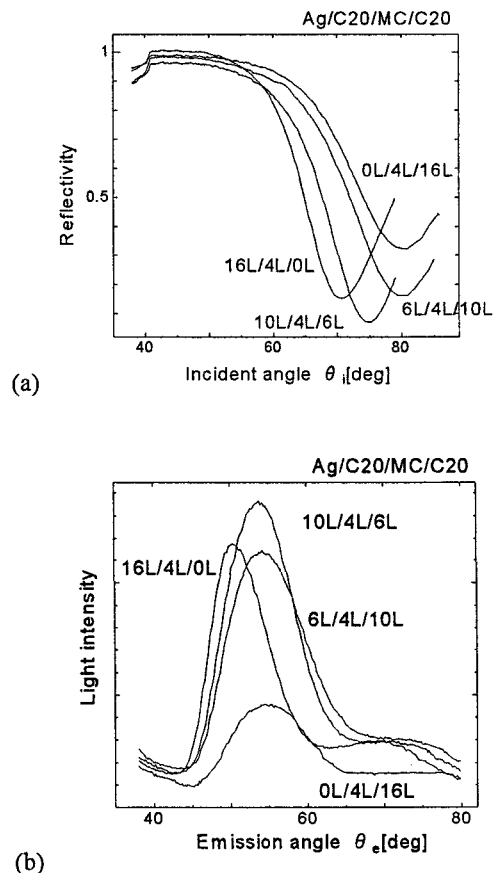 Ag/C20/MC/C20
1
0.5
Reflectivity
0L/4L/16L
16L/4L/0L
10L/4L/6L
6L/4L/10L
40
60
80
Incident angle θ i[deg]
(a)
Ag/C20/MC/C20
10L/4L/6L
16L/4L/0L
6L/4L/10L
Light intensity
0L/4L/16L
40
60
80
Emission angle θ e[deg]
(b)